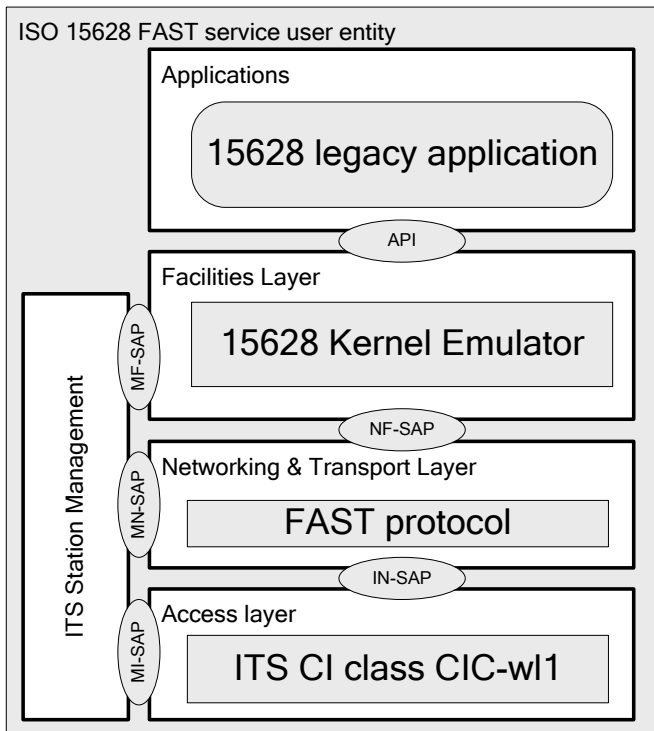 ISO 15628 FAST service user entity
Applications
15628 legacy application
API
Facilities Layer
15628 Kernel Emulator
MF-SAP
NF-SAP
ITS Station Management
Networking & Transport Layer
MN-SAP
FAST protocol
IN-SAP
Access layer
MI-SAP
ITS CI class CIC-wl1